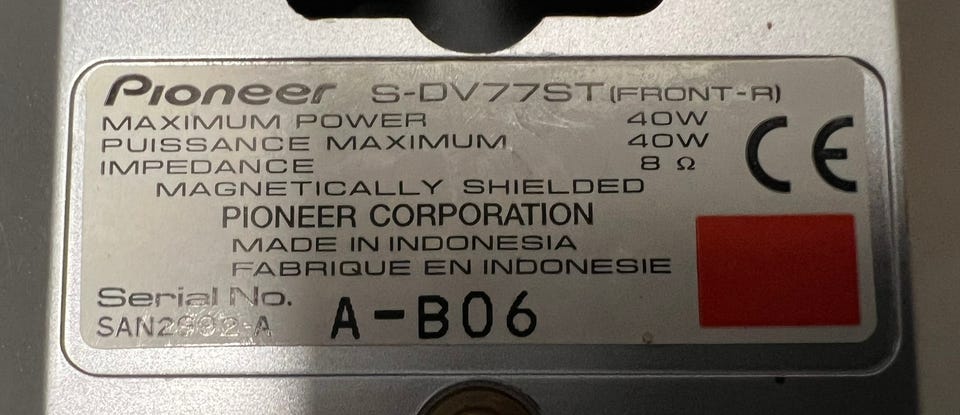 Pioneer S-DV77ST (FRONT-R)
MAXIMUM POWER 40W
PUISSANCE MAXIMUM 40W
IMPEDANCE 8 Ω
MAGNETICALLY SHIELDED
PIONEER CORPORATION
MADE IN INDONESIA
FABRIQUE EN INDONESIE
CE
Serial No.
A-B06